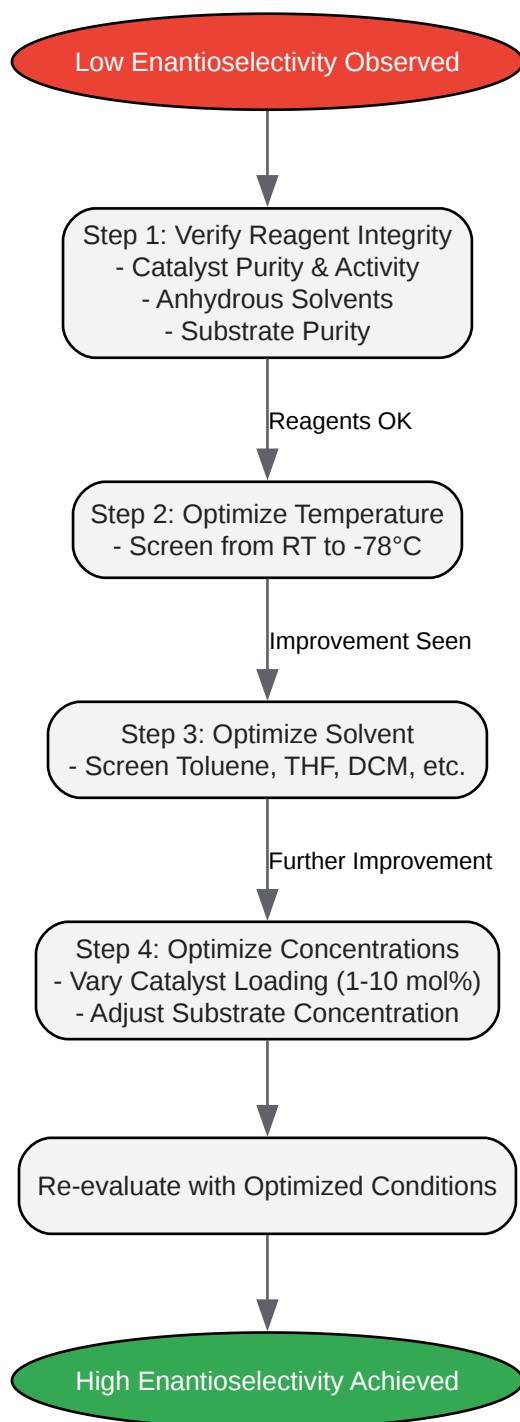 Low Enantioselectivity Observed
Step 1: Verify Reagent Integrity
- Catalyst Purity & Activity
- Anhydrous Solvents
- Substrate Purity
Reagents OK
Step 2: Optimize Temperature
- Screen from RT to -78°C
Improvement Seen
Step 3: Optimize Solvent
- Screen Toluene, THF, DCM, etc.
Further Improvement
Step 4: Optimize Concentrations
- Vary Catalyst Loading (1-10 mol%)
- Adjust Substrate Concentration
Re-evaluate with Optimized Conditions
High Enantioselectivity Achieved